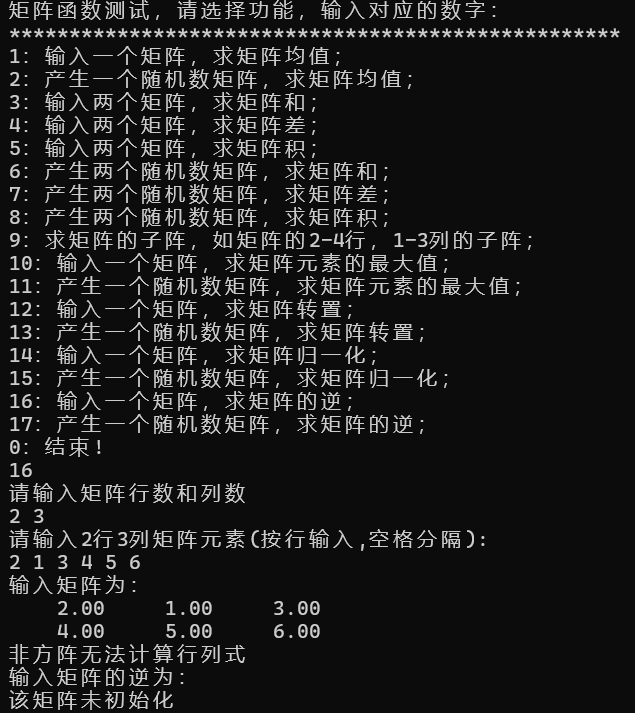 矩阵函数测试，请选择功能，输入对应的数字：
***************************************************
1：输入一个矩阵，求矩阵均值；
2：产生一个随机数矩阵，求矩阵均值；
3：输入两个矩阵，求矩阵和；
4：输入两个矩阵，求矩阵差；
5：输入两个矩阵，求矩阵积；
6：产生两个随机数矩阵，求矩阵和；
7：产生两个随机数矩阵，求矩阵差；
8：产生两个随机数矩阵，求矩阵积；
9：求矩阵的子阵，如矩阵的2-4行，1-3列的子阵；
10：输入一个矩阵，求矩阵元素的最大值；
11：产生一个随机数矩阵，求矩阵元素的最大值；
12：输入一个矩阵，求矩阵转置；
13：产生一个随机数矩阵，求矩阵转置；
14：输入一个矩阵，求矩阵归一化；
15：产生一个随机数矩阵，求矩阵归一化；
16：输入一个矩阵，求矩阵的逆；
17：产生一个随机数矩阵，求矩阵的逆；
0：结束！
16
请输入矩阵行数和列数
2 3
请输入2行3列矩阵元素(按行输入,空格分隔)：
2 1 3 4 5 6
输入矩阵为：
2.00 1.00 3.00
4.00 5.00 6.00
非方阵无法计算行列式
输入矩阵的逆为：
该矩阵未初始化